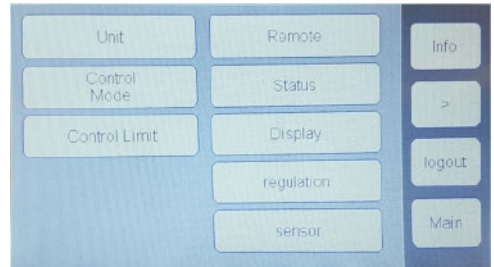 Unit
Control
Mode
Control Limit
Remote
Status
Display
regulation
sensor
Info
>
logout
Main